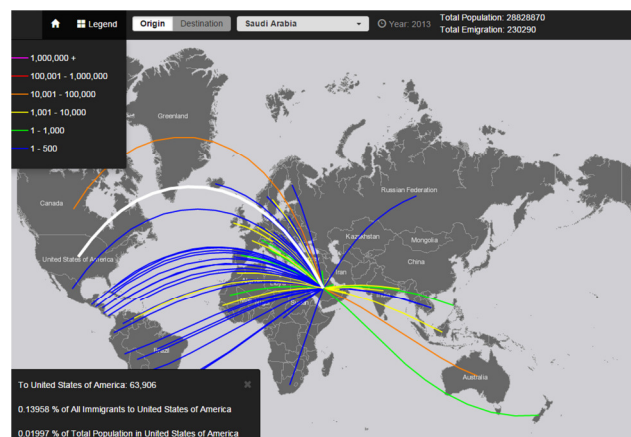 Legend
Origin
Destination
Saudi Arabia
Year: 2013
Total Population: 28828870
Total Emigration: 230290
1,000,000 +
100,001 - 1,000,000
10,001 - 100,000
1,001 - 10,000
1 - 1,000
1 - 500
Greenland
Russian Federation
Canada
Kazakhstan
Mongolia
United States of America
China
Iran
Australia
To United States of America: 63,906
0.13958 % of All Immigrants to United States of America
0.01997 % of Total Population in United States of America